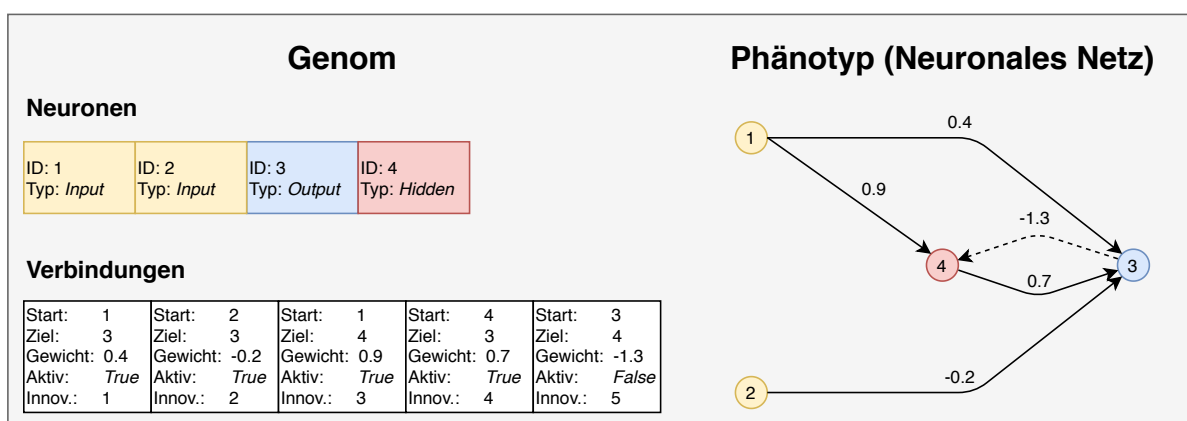 Genom
Neuronen
ID: 1
Typ: Input
ID: 2
Typ: Input
ID: 3
Typ: Output
ID: 4
Typ: Hidden
Verbindungen
Start: 1
Ziel: 3
Gewicht: 0.4
Aktiv: True
Innov.: 1
Start: 2
Ziel: 3
Gewicht: -0.2
Aktiv: True
Innov.: 2
Start: 1
Ziel: 4
Gewicht: 0.9
Aktiv: True
Innov.: 3
Start: 4
Ziel: 3
Gewicht: 0.7
Aktiv: True
Innov.: 4
Start: 3
Ziel: 4
Gewicht: -1.3
Aktiv: False
Innov.: 5
Phänotyp (Neuronales Netz)
0.4
1
0.9
-1.3
4
3
0.7
-0.2
2